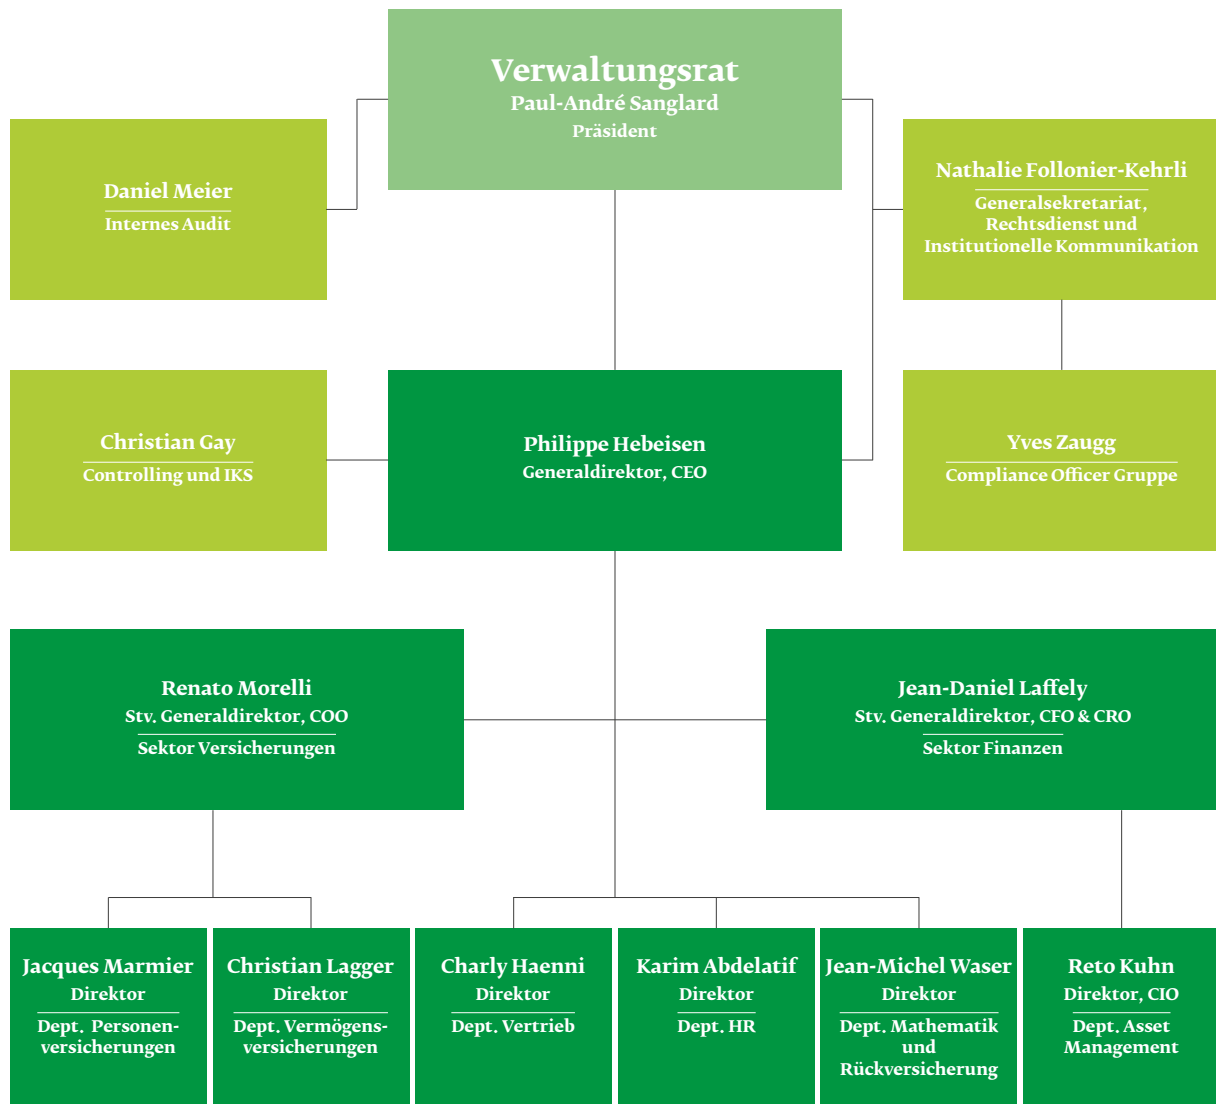 Verwaltungsrat
Paul-André Sanglard
Präsident
Daniel Meier
Internes Audit
Nathalie Follonier-Kehrli
Generalsekretariat,
Rechtsdienst und
Institutionelle Kommunikation
Christian Gay
Controlling und IKS
Philippe Hebeisen
Generaldirektor, CEO
Yves Zaugg
Compliance Officer Gruppe
Renato Morelli
Stv. Generaldirektor, COO
Sektor Versicherungen
Jean-Daniel Laffely
Stv. Generaldirektor, CFO & CRO
Sektor Finanzen
Jacques Marmier
Direktor
Dept. Personen-
versicherungen
Christian Lagger
Direktor
Dept. Vermögens-
versicherungen
Charly Haenni
Direktor
Dept. Vertrieb
Karim Abdelatif
Direktor
Dept. HR
Jean-Michel Waser
Direktor
Dept. Mathematik
und
Rückversicherung
Reto Kuhn
Direktor, CIO
Dept. Asset
Management